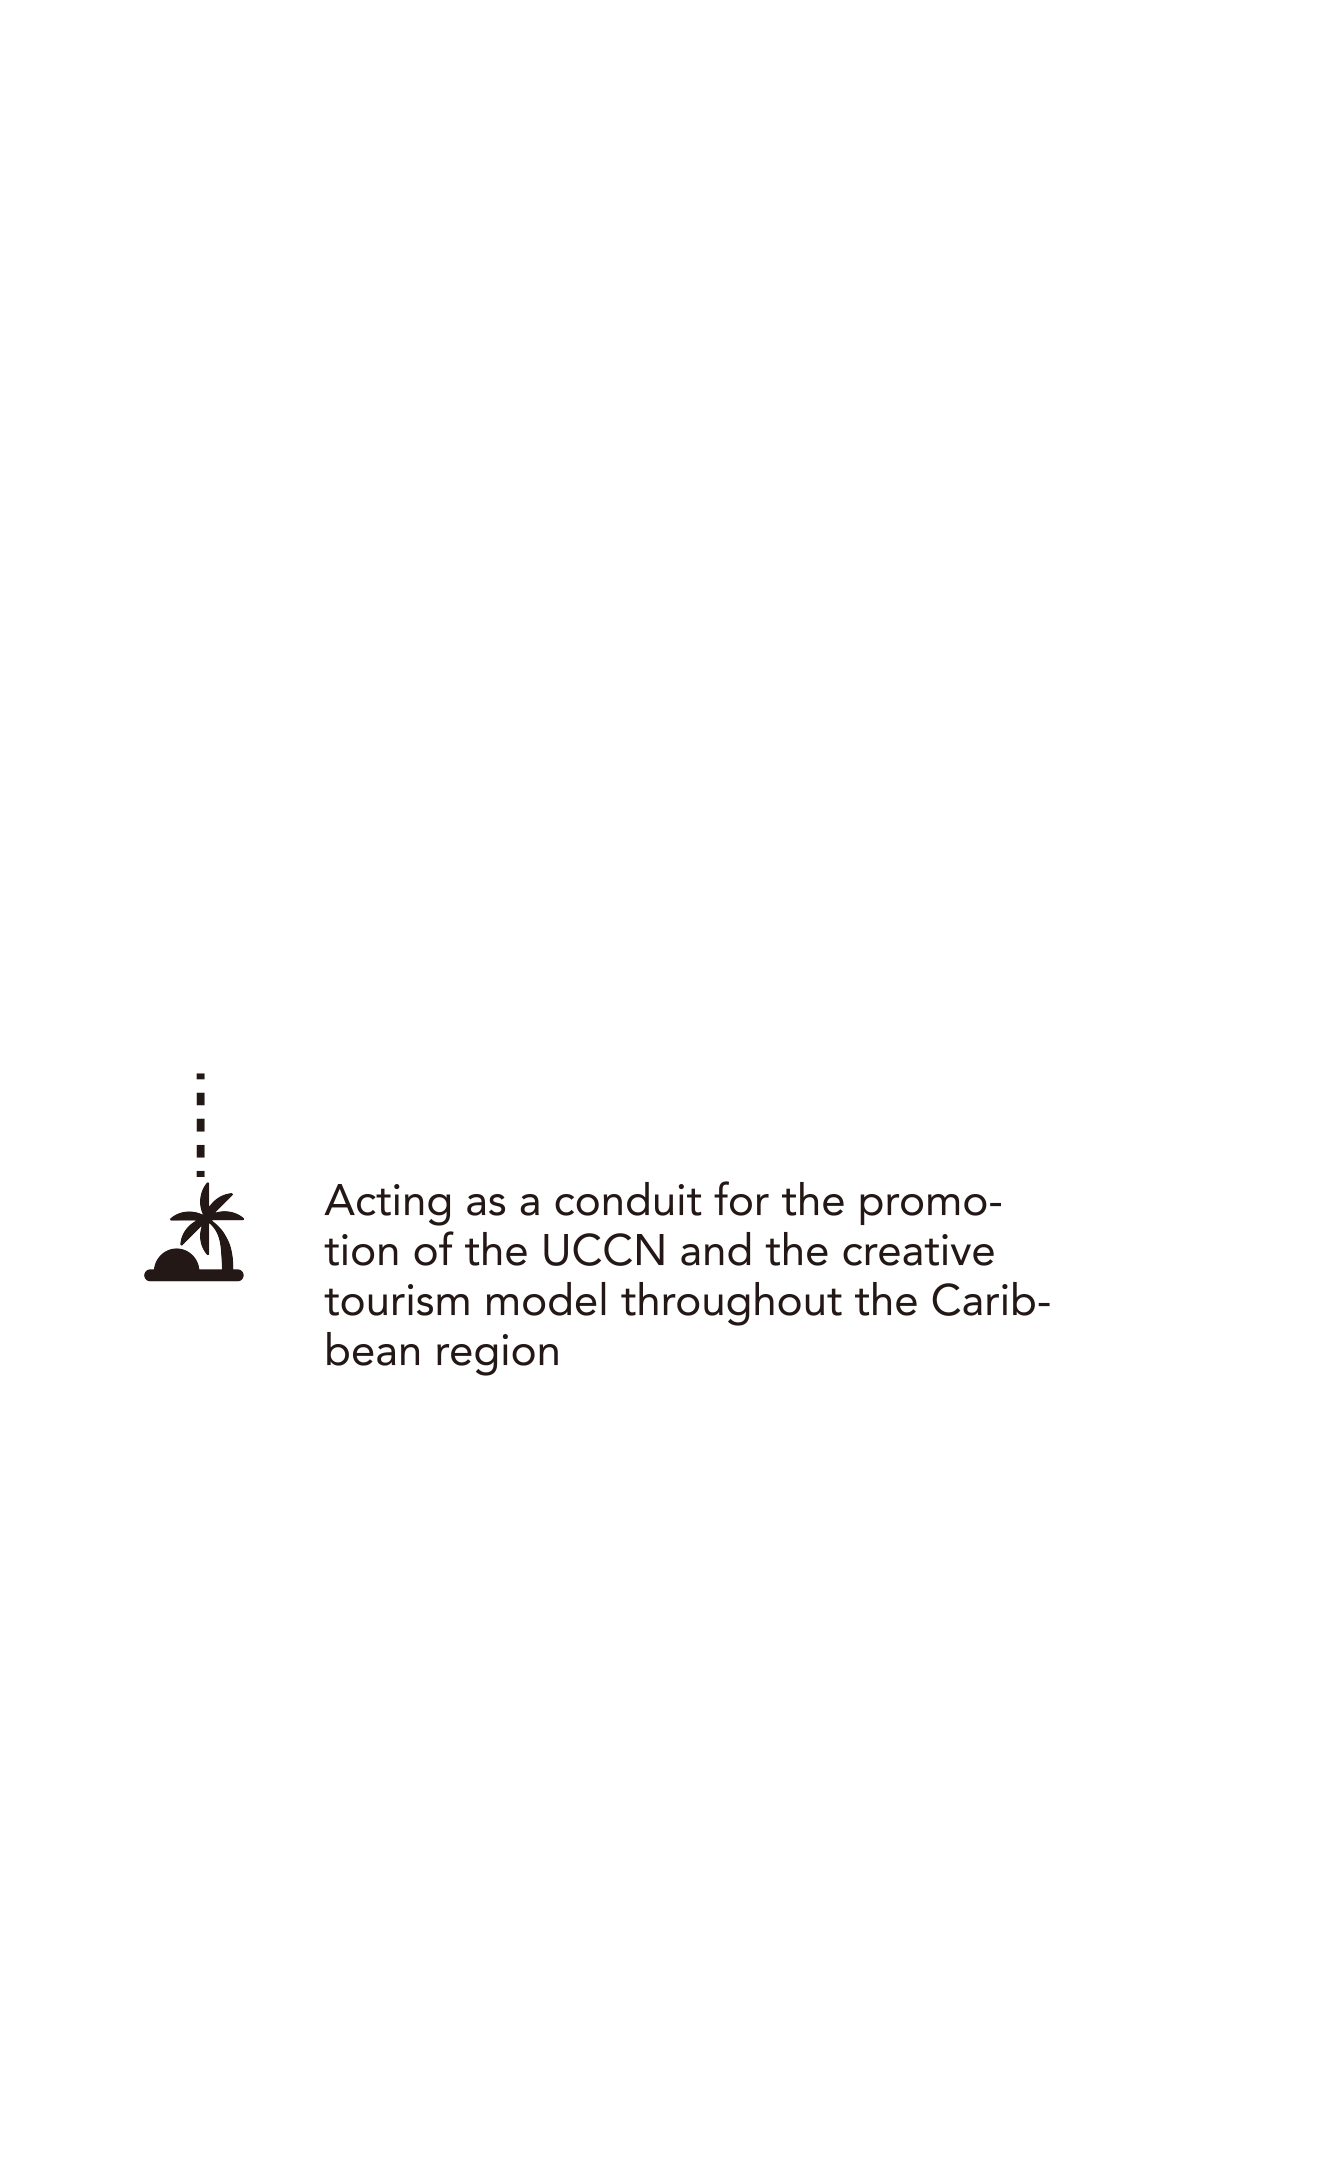 Acting as a conduit for the promo-
tion of the UCCN and the creative
tourism model throughout the Carib-
bean region